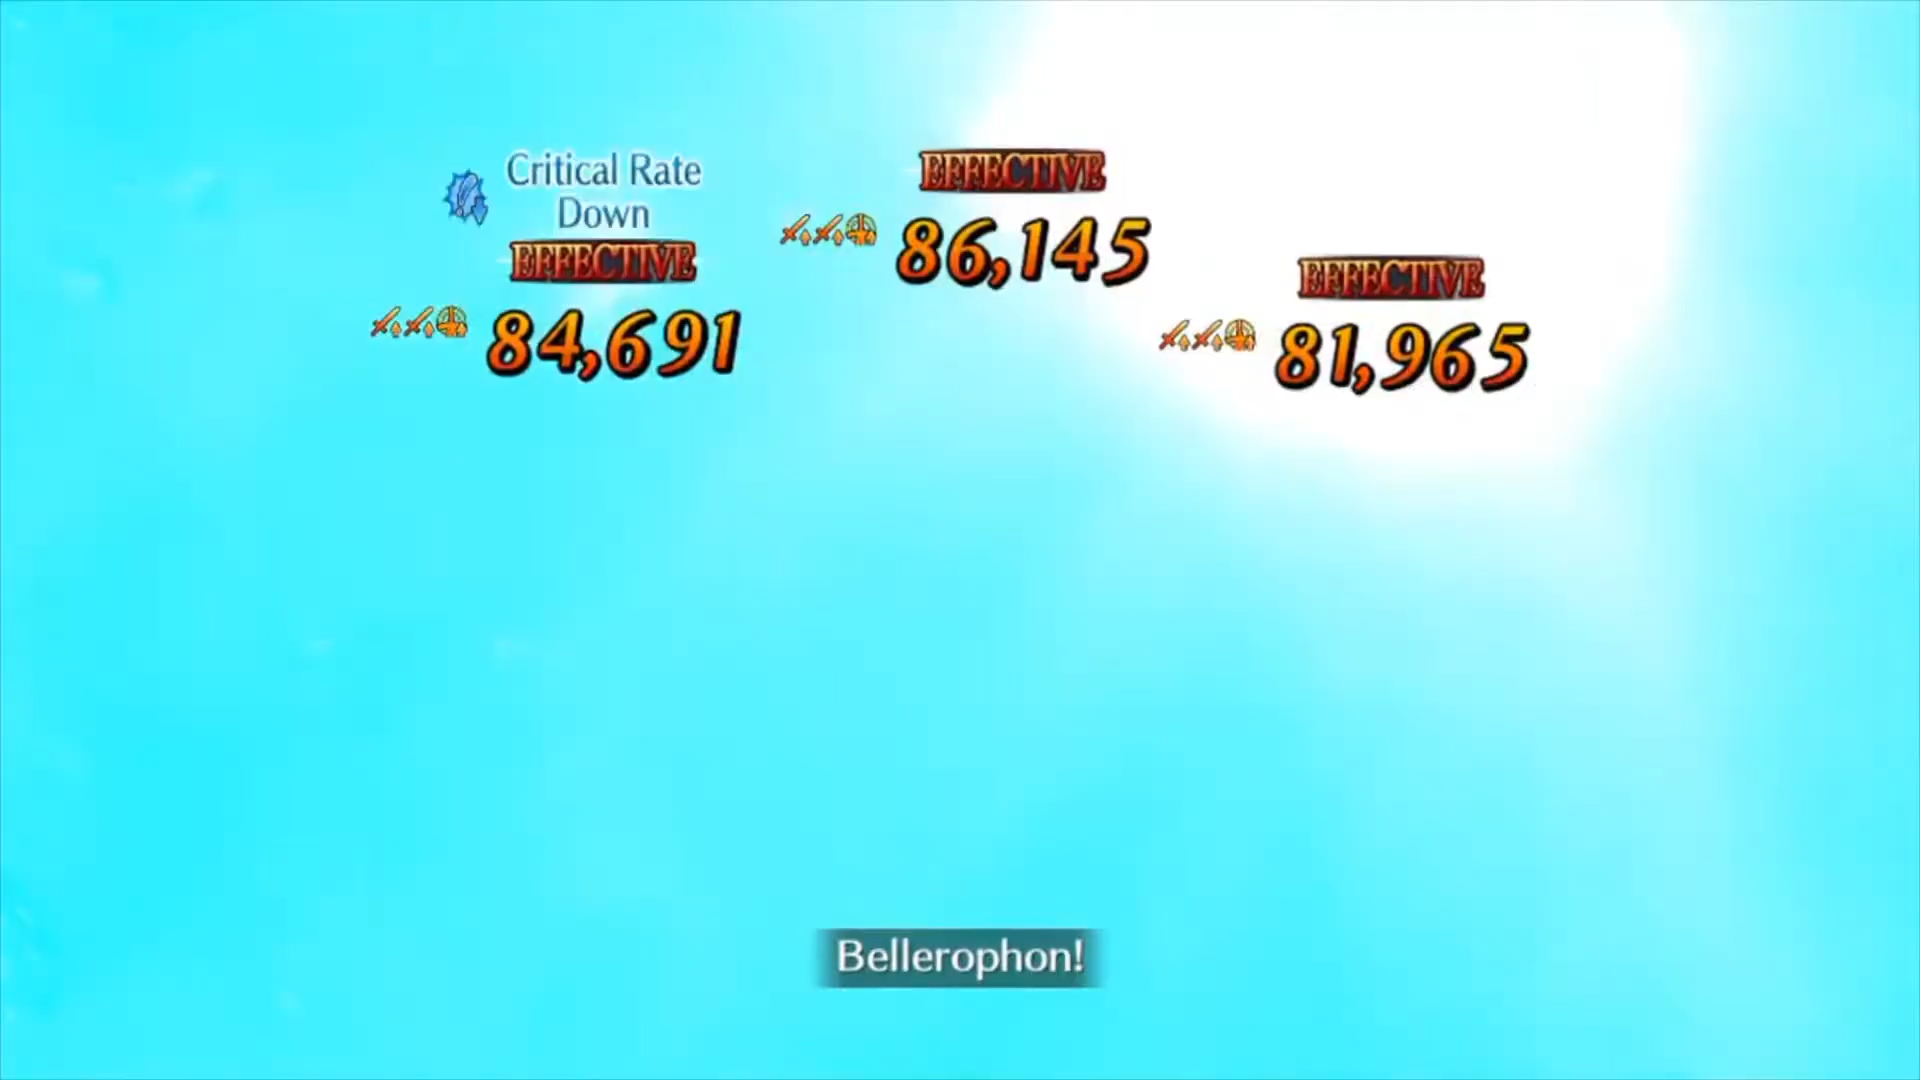 Critical Rate
Down
EFFECTIVE
84,691
EFFECTIVE
86,145
EFFECTIVE
81,965
Bellerophon!